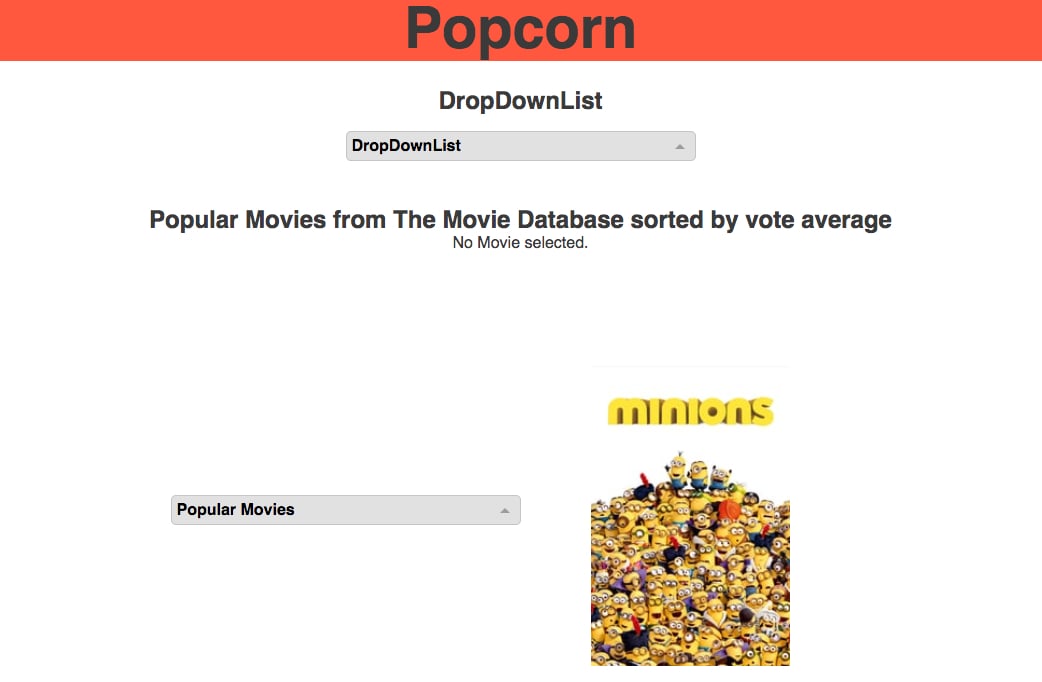 Popcorn
DropDownList
DropDownList
Popular Movies from The Movie Database sorted by vote average
No Movie selected.
minions
Popular Movies